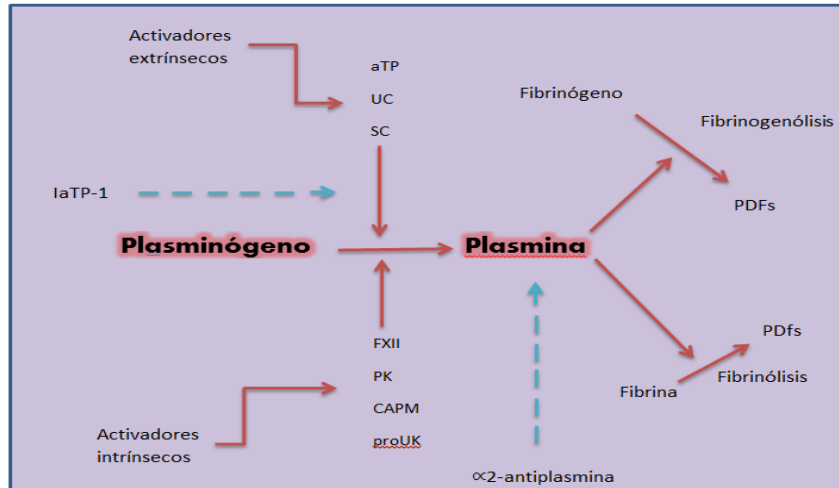 Activadores
extrínsecos
aTP
UC
SC
Fibrinógeno
Fibrinogenólisis
IaTP-1
PDFs
Plasminógeno
Plasmina
FXII
PK
CAPM
proUK
PDfs
Fibrina
Fibrinólisis
Activadores
intrínsecos
∝2-antiplasmina